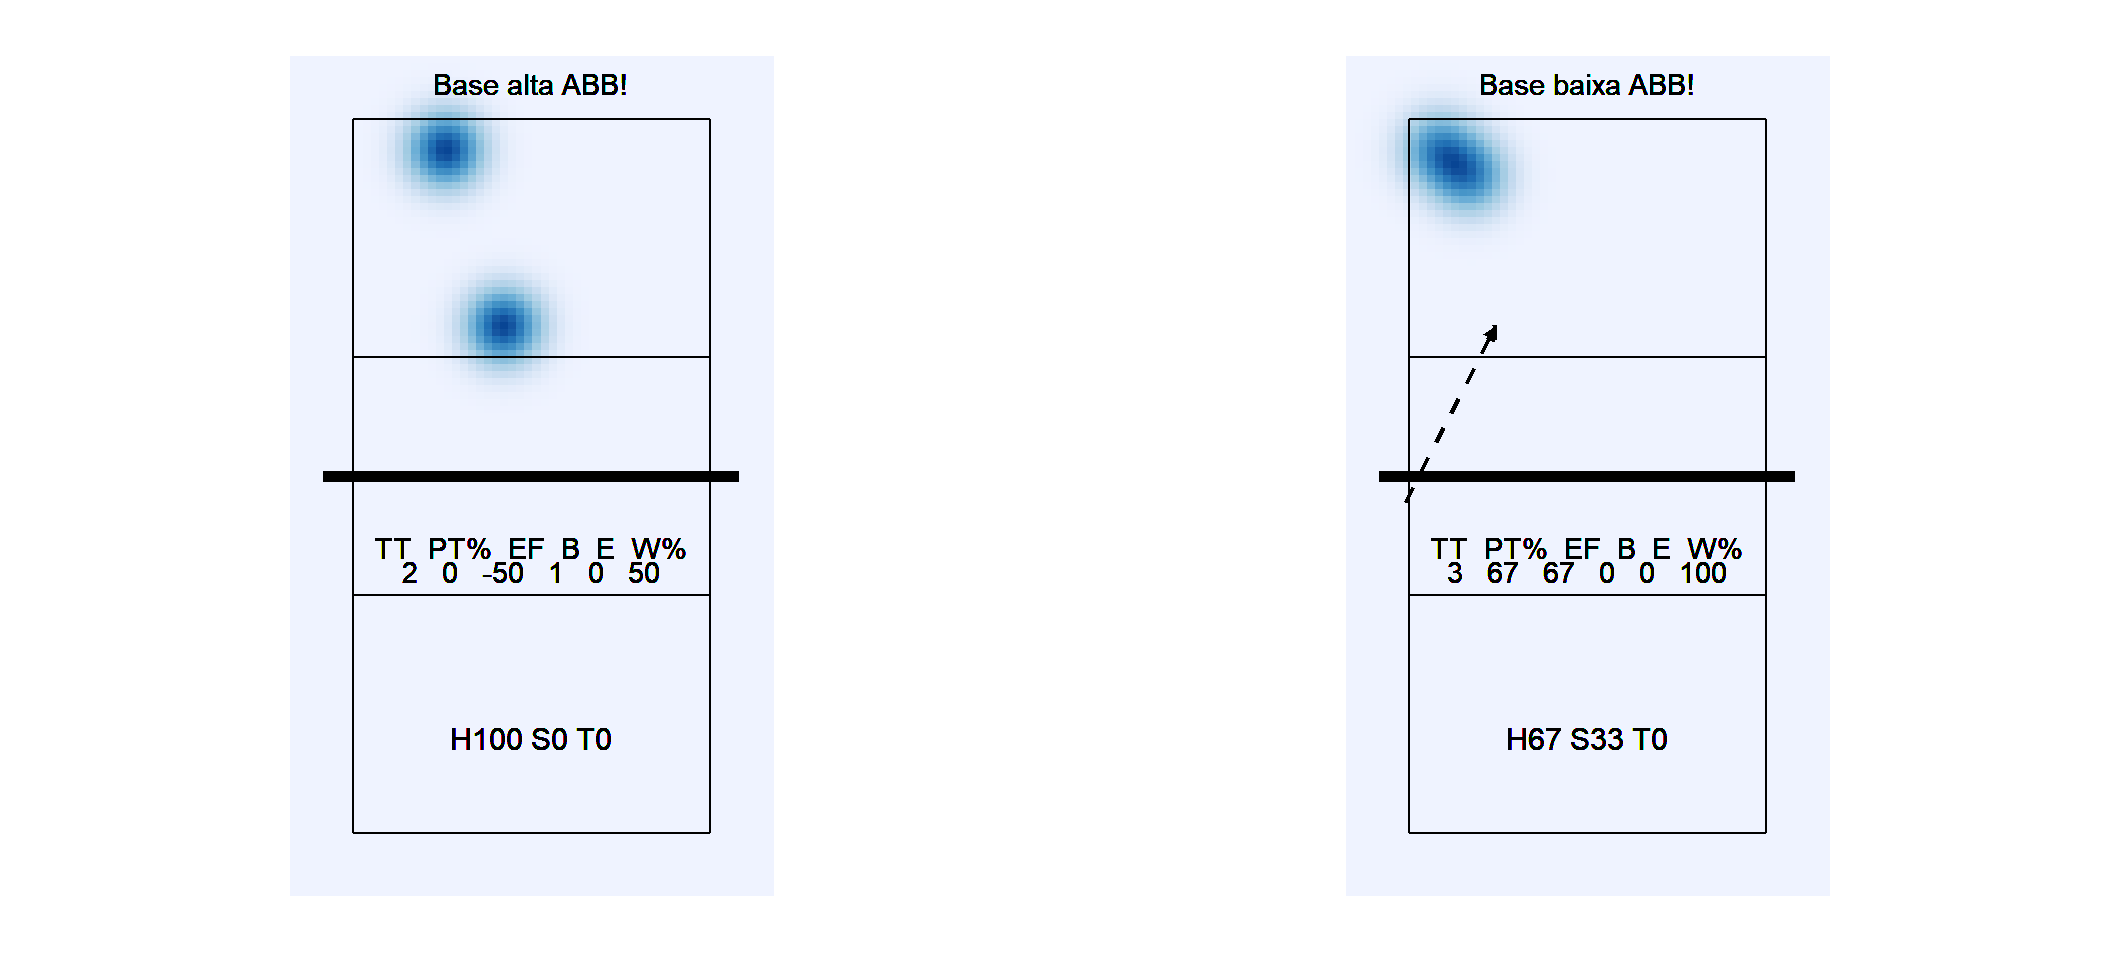 Base alta ABB!
TT PT% EF B E W%
2 0 -50 1 0 50
H100 S0 T0
Base baixa ABB!
TT PT% EF B E W%
3 67 67 0 0 100
H67 S33 T0